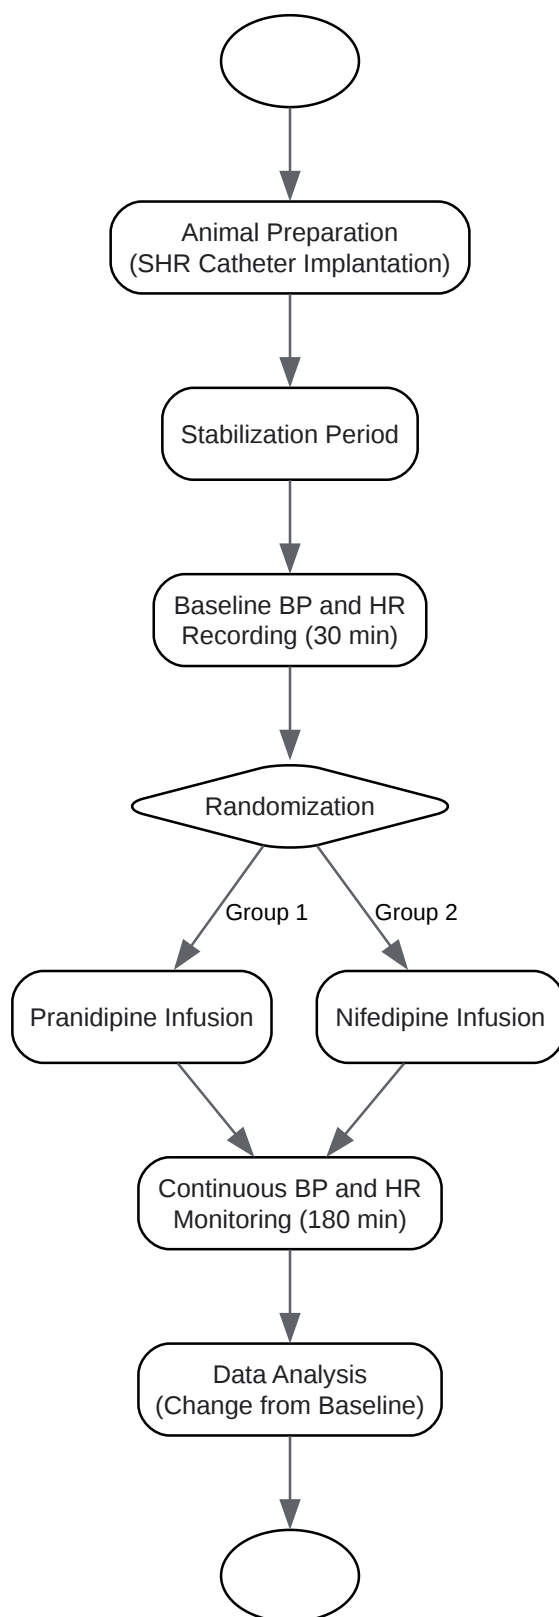 Animal Preparation
(SHR Catheter Implantation)
Stabilization Period
Baseline BP and HR
Recording (30 min)
Randomization
Group 1
Group 2
Pranidipine Infusion
Nifedipine Infusion
Continuous BP and HR
Monitoring (180 min)
Data Analysis
(Change from Baseline)